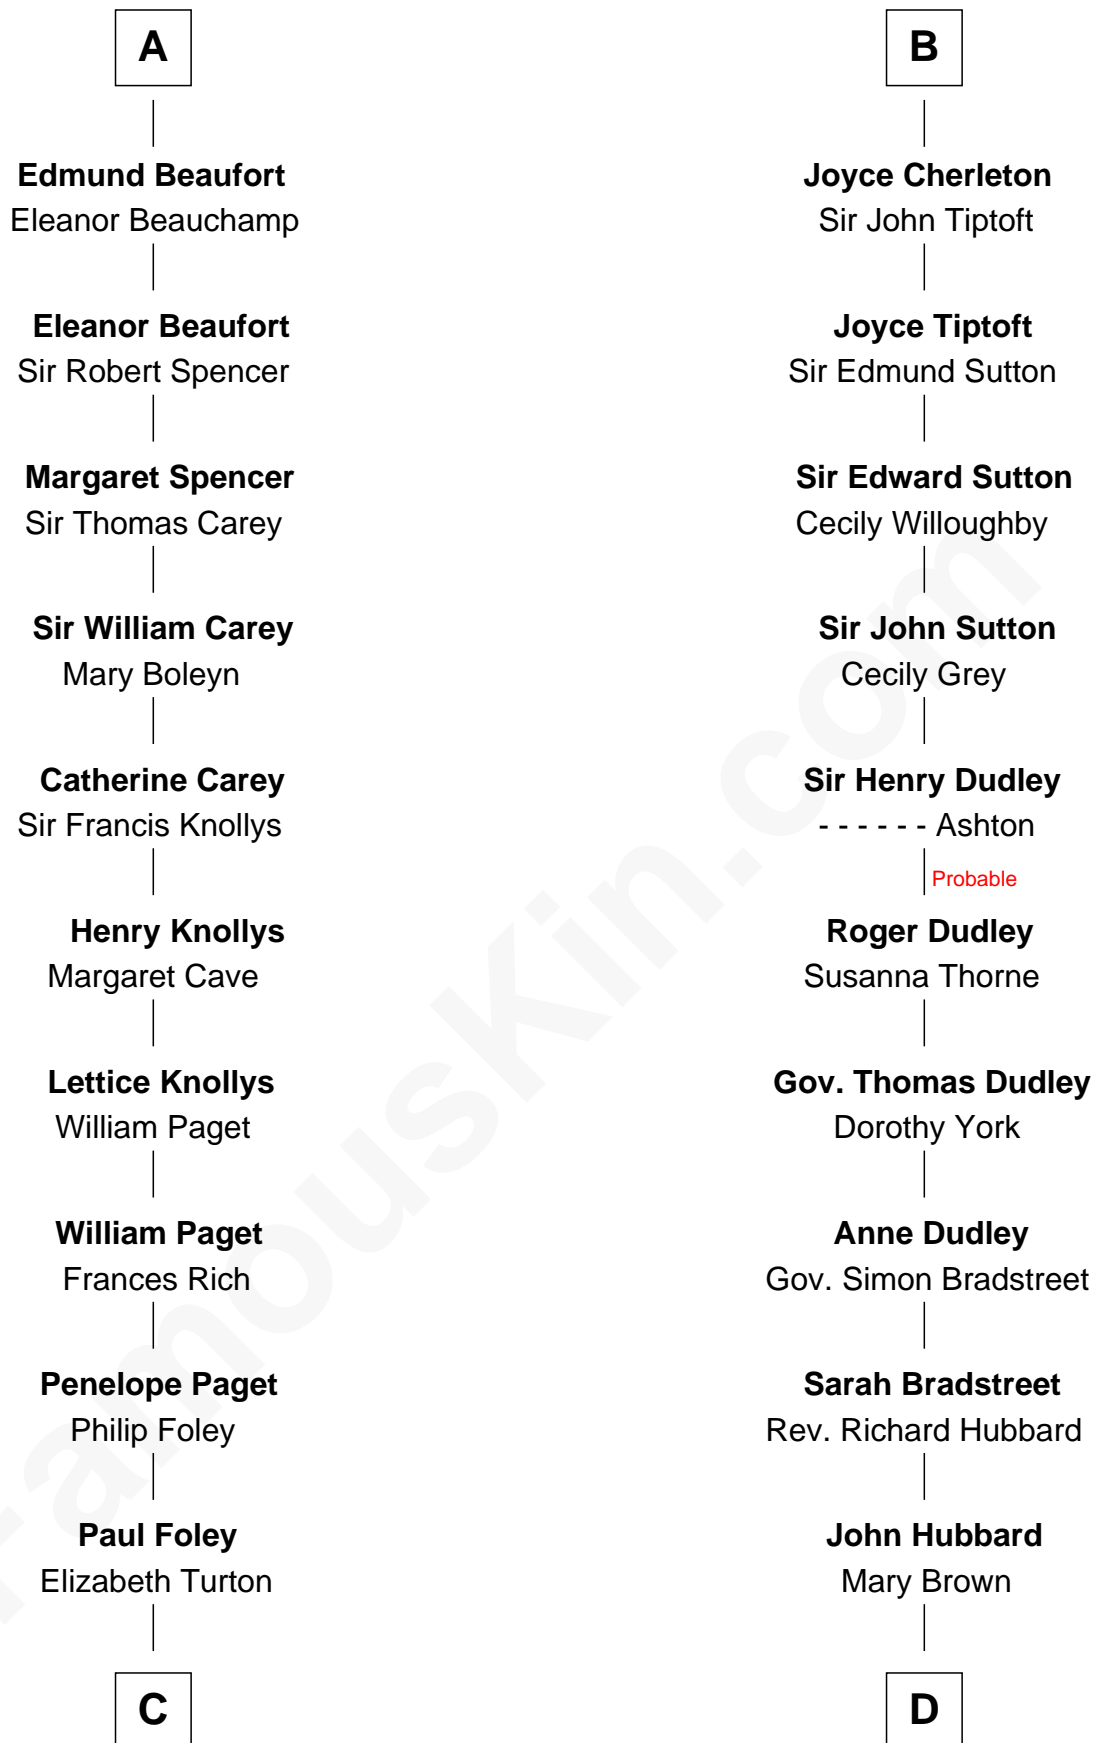 A
Edmund Beaufort
Eleanor Beauchamp
Eleanor Beaufort
Sir Robert Spencer
Margaret Spencer
Sir Thomas Carey
Sir William Carey
Mary Boleyn
Catherine Carey
Sir Francis Knollys
Henry Knollys
Margaret Cave
Lettice Knollys
William Paget
William Paget
Frances Rich
Penelope Paget
Philip Foley
Paul Foley
Elizabeth Turton
C
B
Joyce Cherleton
Sir John Tiptoft
Joyce Tiptoft
Sir Edmund Sutton
Sir Edward Sutton
Cecily Willoughby
Sir John Sutton
Cecily Grey
Sir Henry Dudley
- - - - - - Ashton
Probable
Roger Dudley
Susanna Thorne
Gov. Thomas Dudley
Dorothy York
Anne Dudley
Gov. Simon Bradstreet
Sarah Bradstreet
Rev. Richard Hubbard
John Hubbard
Mary Brown
D
FamousKin.com